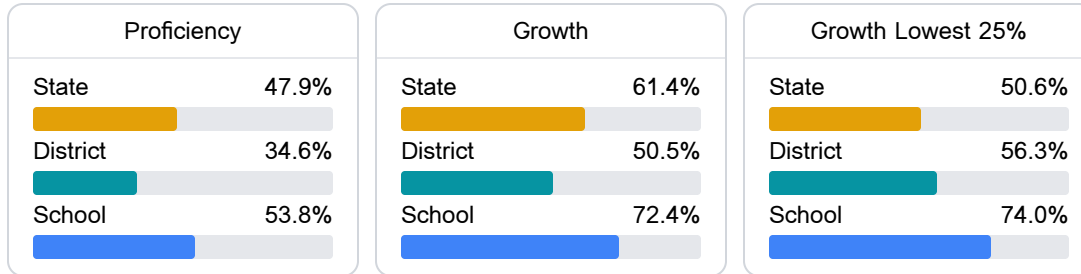 Proficiency
State 47.9%
District 34.6%
School 53.8%
Growth
State 61.4%
District 50.5%
School 72.4%
Growth Lowest 25%
State 50.6%
District 56.3%
School 74.0%